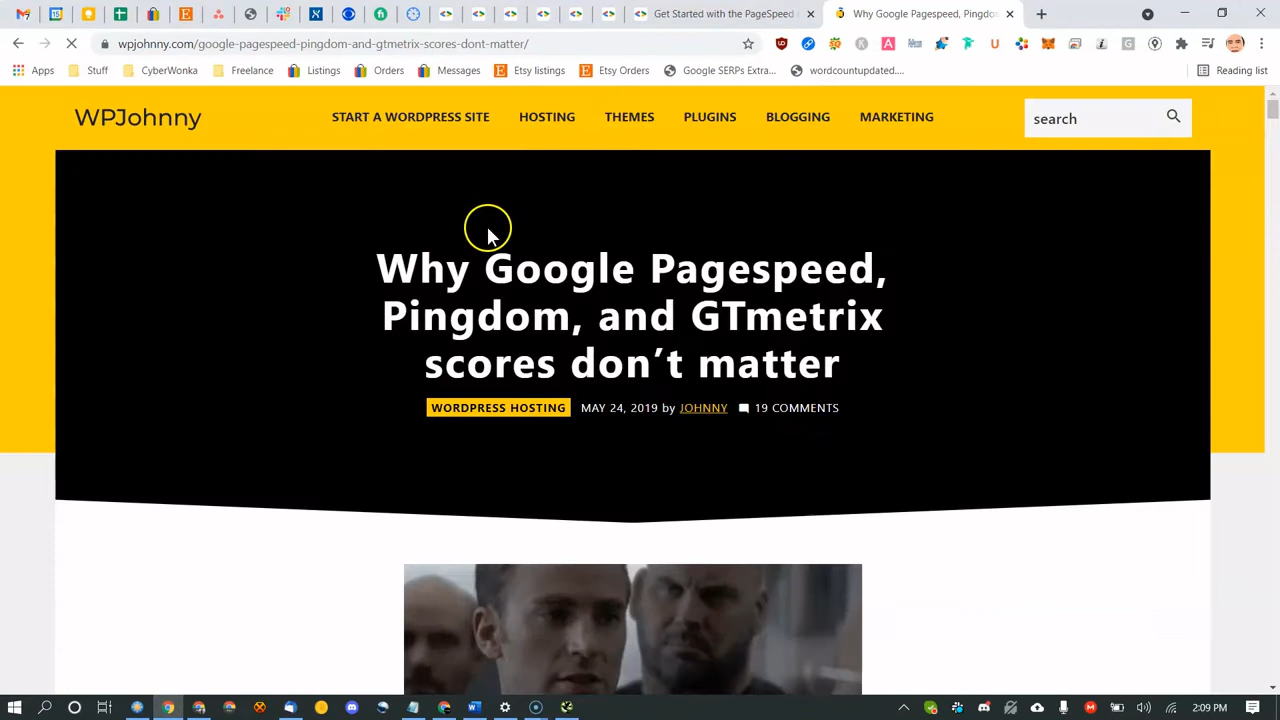 Get Started with the PageSpeed
Why Google Pagespeed, Pingdo
wpjohnny.com/google-pagespeed-pingdom-and-gtmetrix-scores-dont-matter/
Apps
Stuff
CyberWonka
Freelance
Listings
Orders
Messages
Etsy listings
Etsy Orders
Google SERPs Extra...
wordcountupdated....
Reading list
WPJohnny
START A WORDPRESS SITE
HOSTING
THEMES
PLUGINS
BLOGGING
MARKETING
search
Why Google Pagespeed,
Pingdom, and GTmetrix
scores don’t matter
WORDPRESS HOSTING MAY 24, 2019 by JOHNNY 19 COMMENTS
2:09 PM